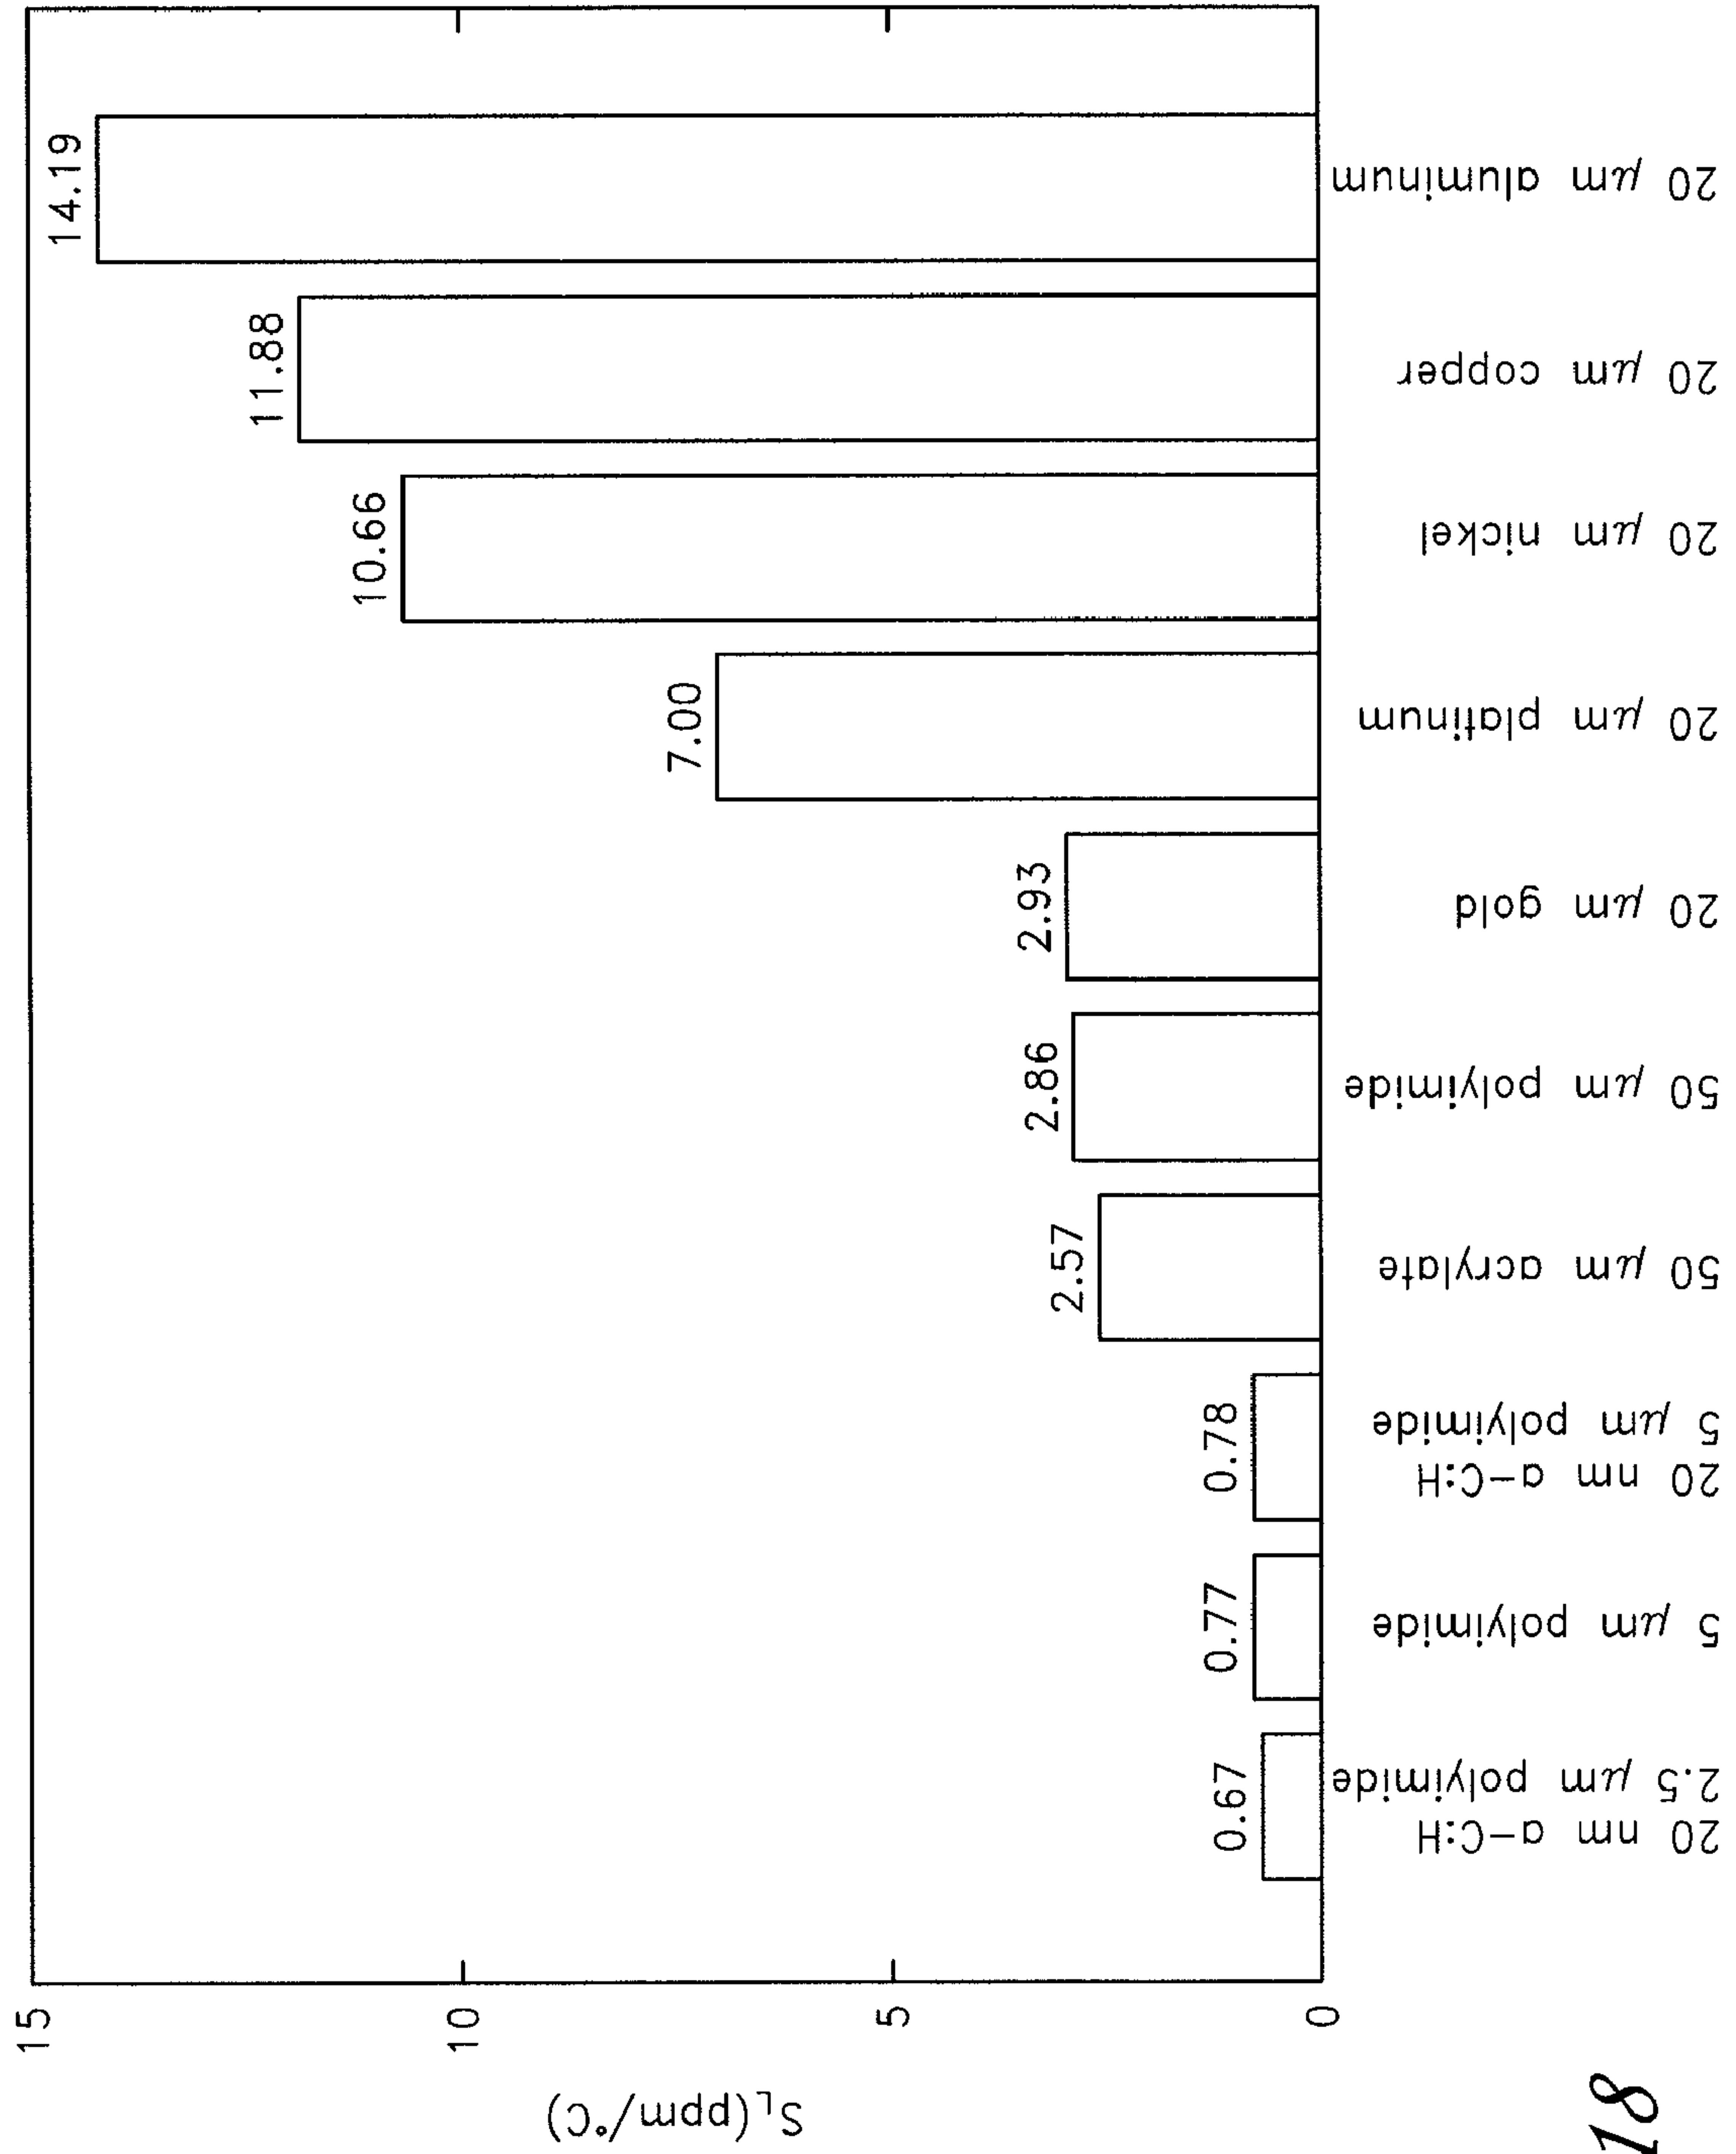 15
10
5
0
S_L(ppm/°C)
0.67
0.77
0.78
2.57
2.86
2.93
7.00
10.66
11.88
14.19
20 nm a-C:H
2.5 μm polyimide
5 μm polyimide
20 nm a-C:H
5 μm polyimide
50 μm acrylate
50 μm polyimide
20 μm gold
20 μm platinum
20 μm nickel
20 μm copper
20 μm aluminum
18